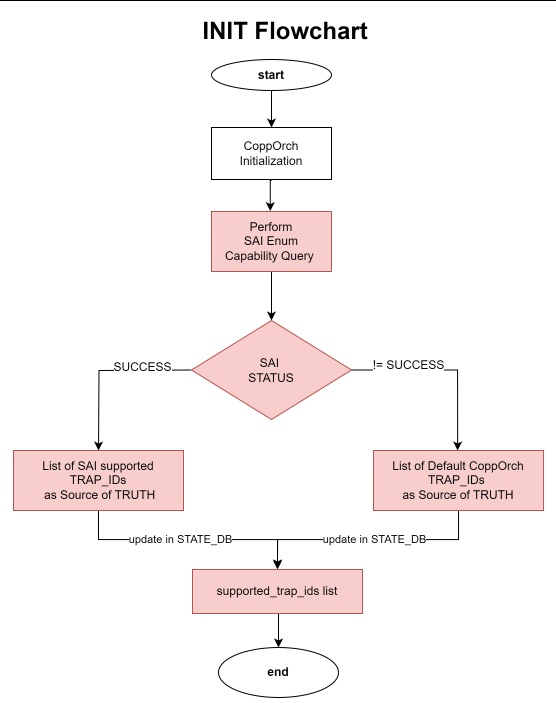 INIT Flowchart
start
CoppOrch
Initialization
Perform
SAI Enum
Capability Query
SAI
STATUS
SUCCESS
!= SUCCESS
List of SAI supported
TRAP_IDs
as Source of TRUTH
List of Default CoppOrch
TRAP_IDs
as Source of TRUTH
update in STATE_DB
update in STATE_DB
supported_trap_ids list
end